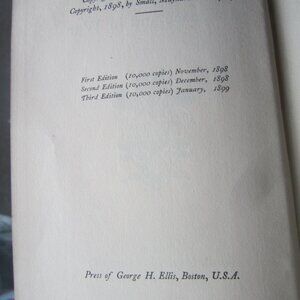 Copyright, 1898, by Small,
First Edition (10,000 copies) November, 1898
Second Edition (10,000 copies) December, 1898
Third Edition (10,000 copies) January, 1899
Press of George H. Ellis, Boston, U.S.A.